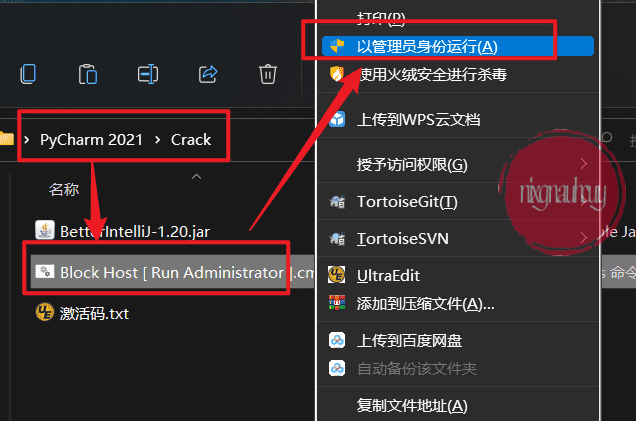 打印(P)
以管理员身份运行(A)
使用火绒安全进行杀毒
上传到WPS云文档
PyCharm 2021 > Crack
授予访问权限(G)
名称
nixgnauhcuy
TortoiseGit(T)
BetterIntelliJ-1.20.jar
TortoiseSVN
Block Host [ Run Administrator ].cm
UltraEdit
命令
激活码.txt
添加到压缩文件(A)...
上传到百度网盘
自动备份该文件夹
复制文件地址(A)